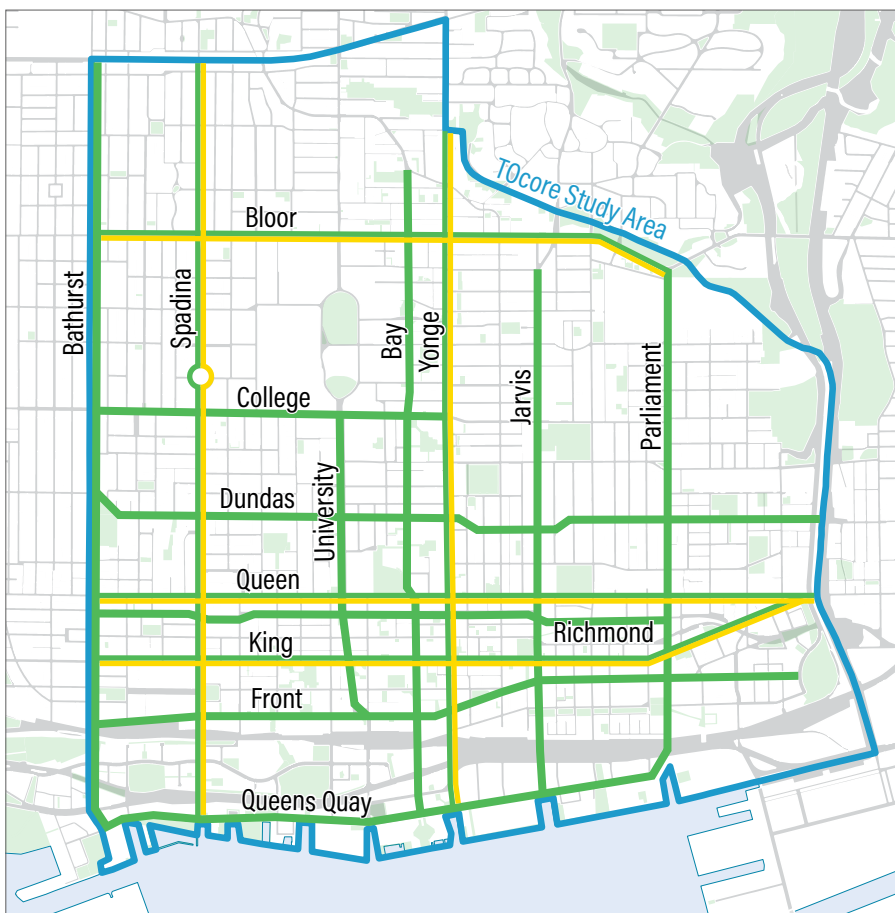 TOcore Study Area
Bloor
Bathurst
Spadina
Bay
Yonge
Jarvis
Parliament
College
University
Dundas
Queen
Richmond
King
Front
Queens Quay